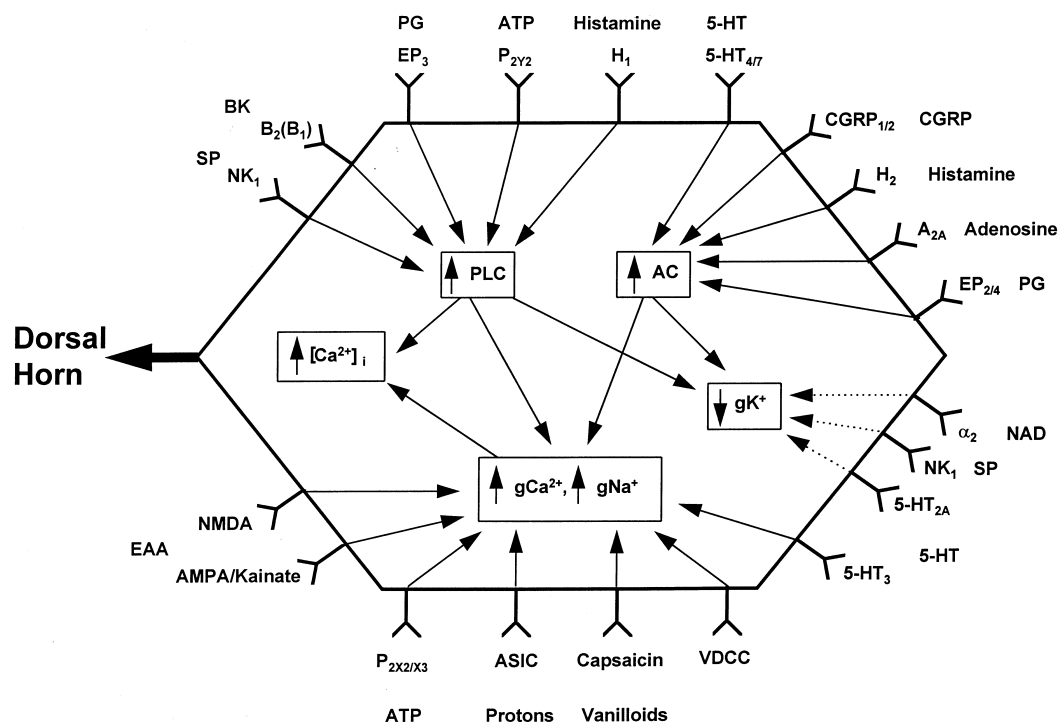 PG ATP Histamine 5-HT
EP3 P2Y2 H1 5-HT4/7
BK
B2(B1)
SP
NK1
CGRP1/2 CGRP
H2 Histamine
A2A Adenosine
EP2/4 PG
PLC
AC
Dorsal
Horn
[Ca2+] i
gK+
α2 NAD
NK1 SP
5-HT2A
gCa2+, gNa+
NMDA
EAA
AMPA/Kainate
5-HT
5-HT3
P2X2/X3 ASIC Capsaicin VDCC
ATP Protons Vanilloids